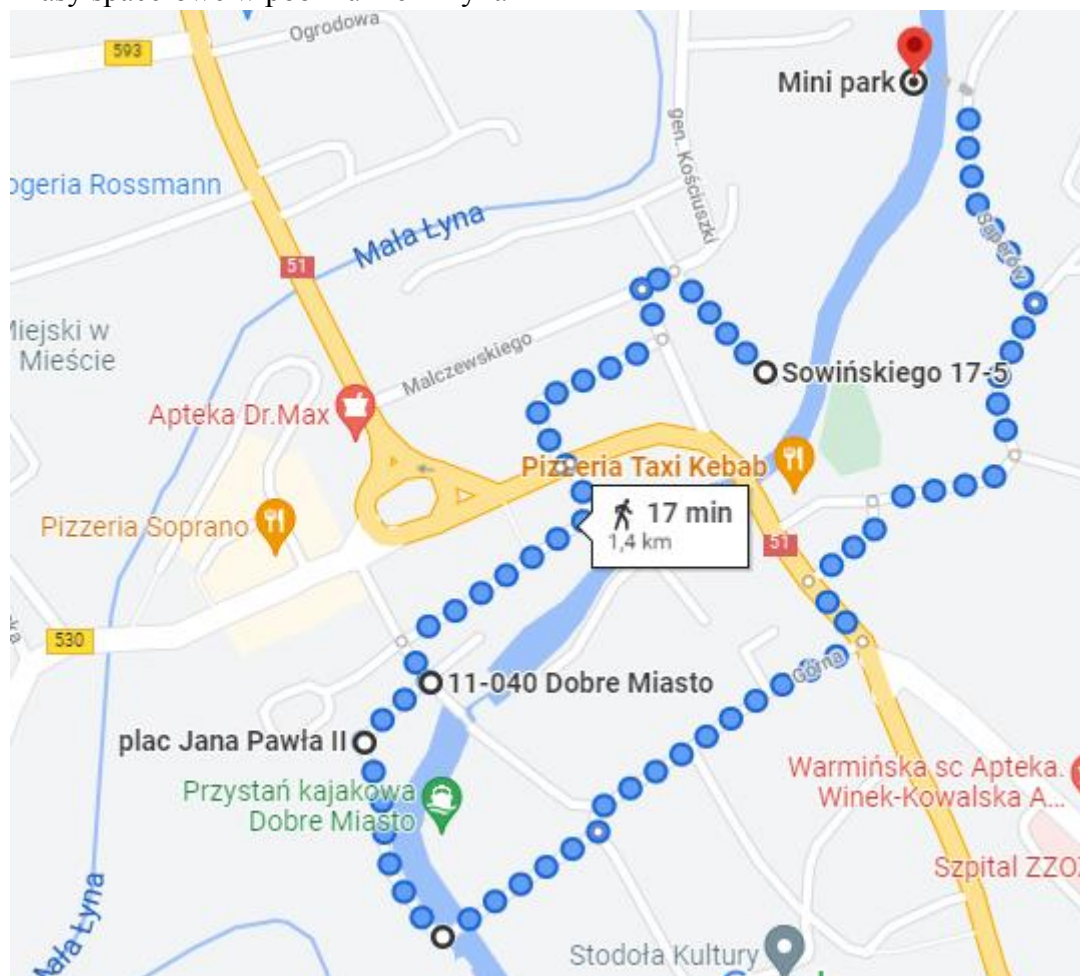 Ogrodowa
593
Mini park
gen. Kościuszki
ogeria Rossmann
Mała Łyna
Saperów
51
Miejski w
Mieście
Malczewskiego
Sowińskiego 17-5
Apteka Dr.Max
Pizzeria Taxi Kebab
17 min
1,4 km
Pizzeria Soprano
51
530
Górna
11-040 Dobre Miasto
plac Jana Pawła II
Przystań kajakowa
Dobre Miasto
Warmińska sc Apteka.
Winek-Kowalska A...
Szpital ZZOZ
Mała Łyna
Stodoła Kultury